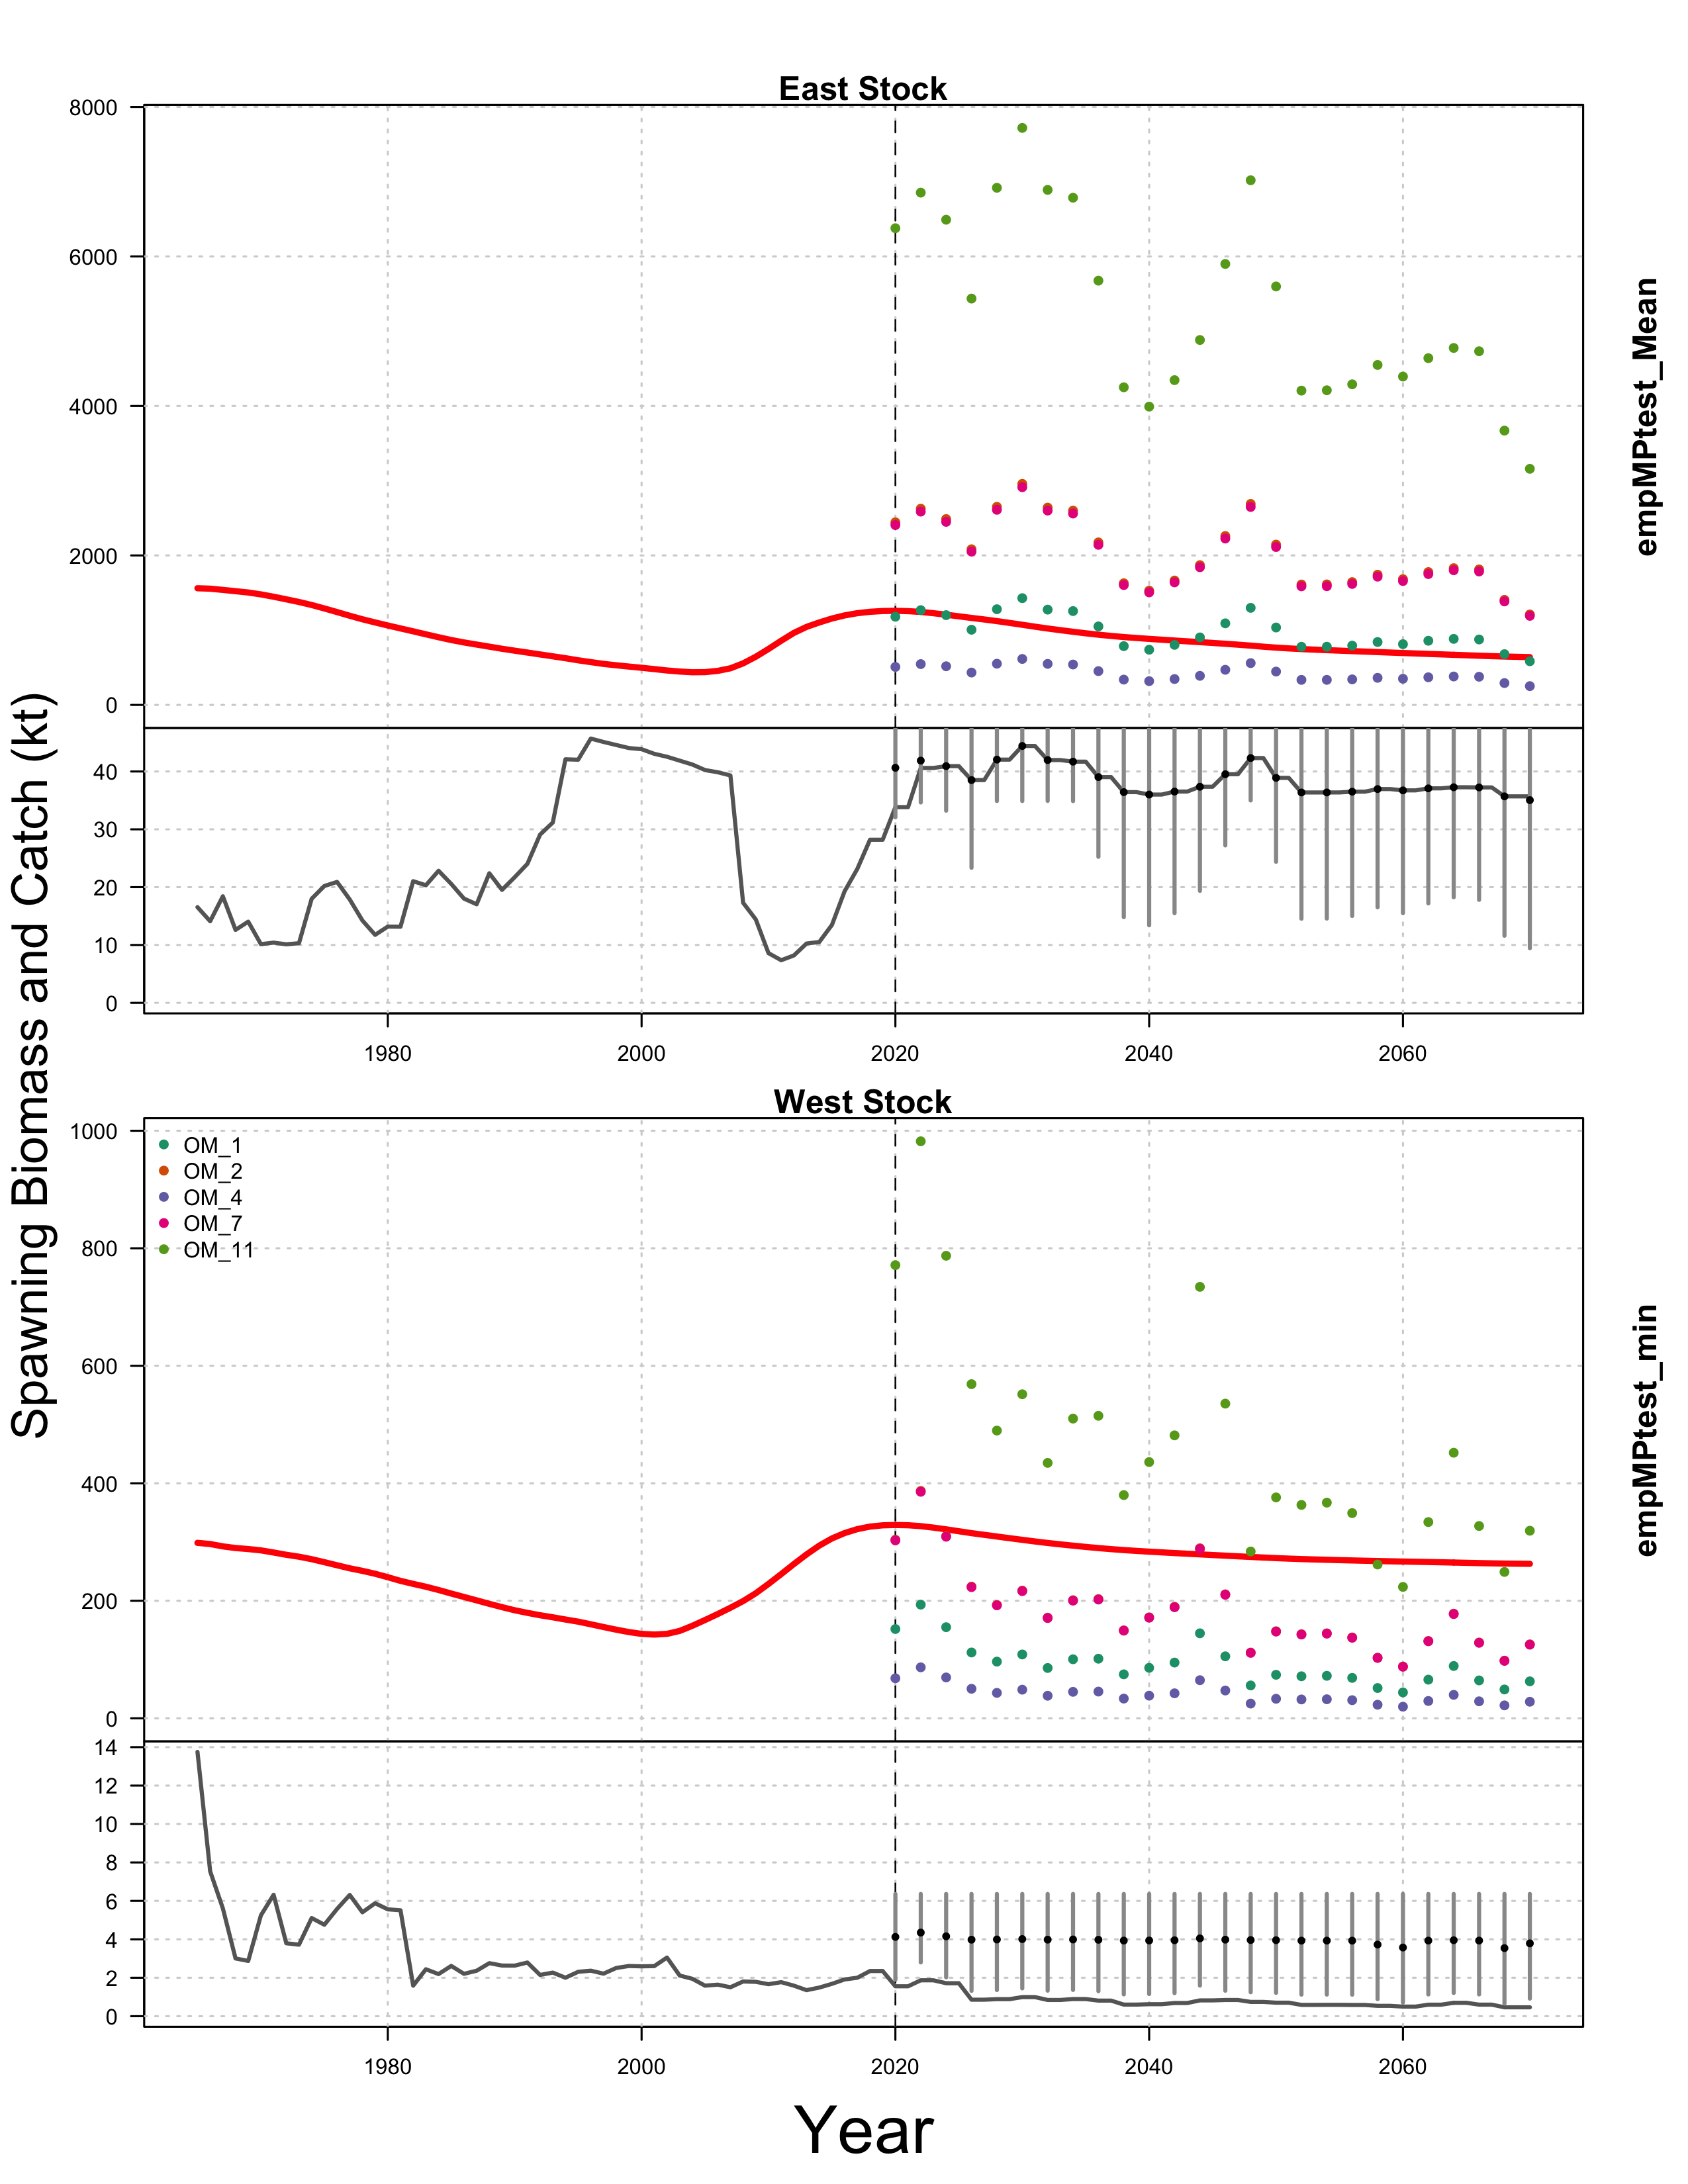 East Stock
8000
6000
4000
2000
0
40
30
20
10
0
1980 2000 2020 2040 2060
empMPtest_Mean
Spawning Biomass and Catch (kt)
West Stock
1000
800
600
400
200
0
OM_1
OM_2
OM_4
OM_7
OM_11
14
12
10
8
6
4
2
0
1980 2000 2020 2040 2060
empMPtest_min
Year